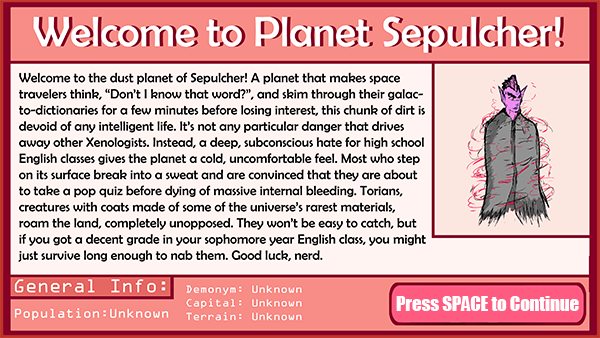 Welcome to Planet Sepulcher!
Welcome to the dust planet of Sepulcher! A planet that makes space
travelers think, “Don’t I know that word?”, and skim through their galac-
to-dictionaries for a few minutes before losing interest, this chunk of dirt is
devoid of any intelligent life. It’s not any particular danger that drives
away other Xenologists. Instead, a deep, subconscious hate for high school
English classes gives the planet a cold, uncomfortable feel. Most who step
on its surface break into a sweat and are convinced that they are about
to take a pop quiz before dying of massive internal bleeding. Torians,
creatures with coats made of some of the universe’s rarest materials,
roam the land, completely unopposed. They won’t be easy to catch, but
if you got a decent grade in your sophomore year English class, you might
just survive long enough to nab them. Good luck, nerd.
General Info:
Population:Unknown
Demonym: Unknown
Capital: Unknown
Terrain: Unknown
Press SPACE to Continue